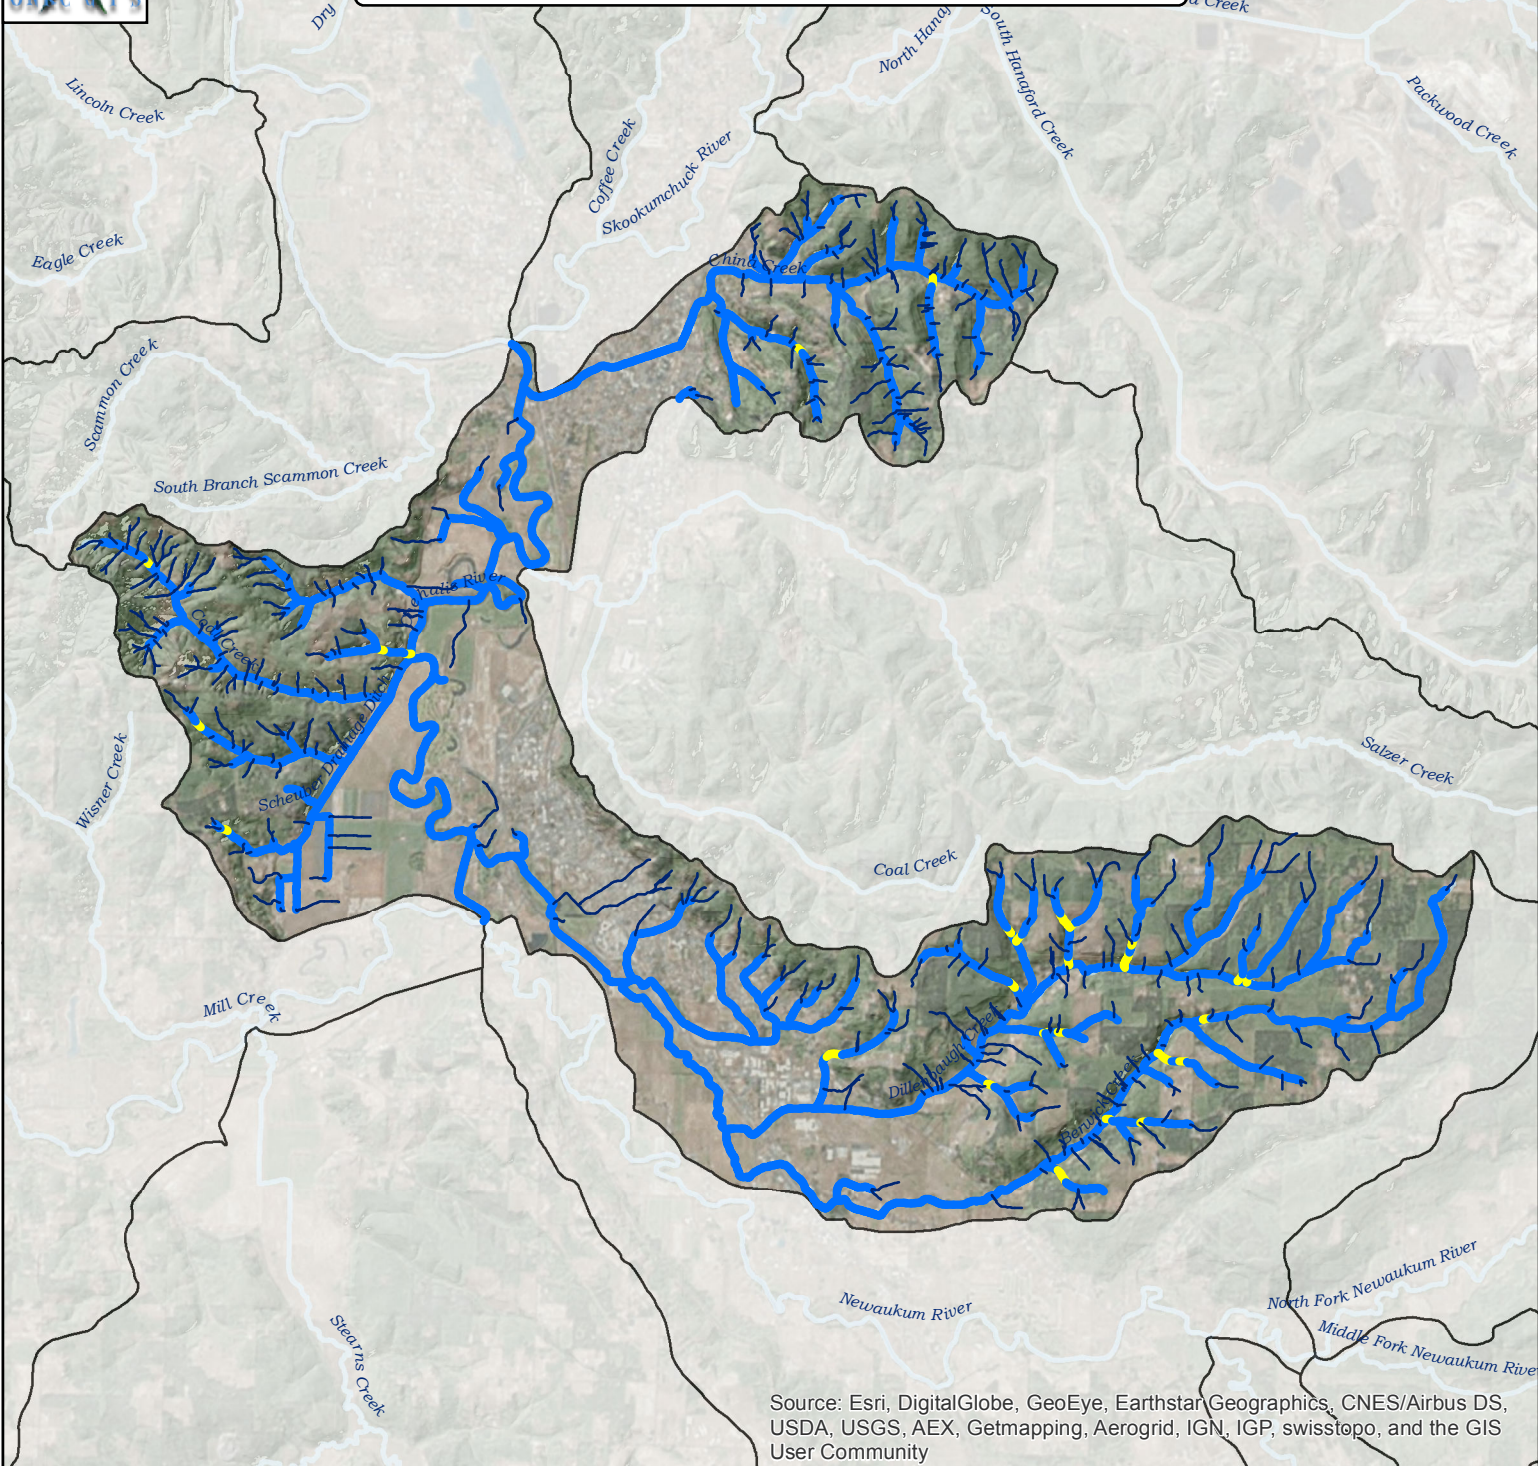 Dry
North Hanaf
South Hanaford Creek
Creek
Packwood Creek
Lincoln Creek
Coffee Creek
Skookumchuck River
Eagle Creek
China Creek
Scammon Creek
South Branch Scammon Creek
Chehalis River
Coal Creek
Scheuber Drainage Ditch
Wisner Creek
Salzer Creek
Coal Creek
Mill Creek
Dillenbaugh Creek
Berwick Creek
Newaukum River
North Fork Newaukum River
Middle Fork Newaukum Rive
Stearns Creek
Source: Esri, DigitalGlobe, GeoEye, Earthstar Geographics, CNES/Airbus DS,
USDA, USGS, AEX, Getmapping, Aerogrid, IGN, IGP, swisstopo, and the GIS
User Community